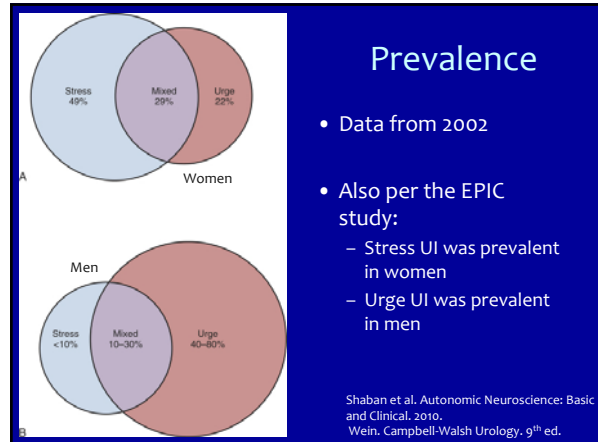 Stress
49%
Mixed
29%
Urge
22%
A
Women
Men
Stress
<10%
Mixed
10–30%
Urge
40–80%
B
Prevalence
• Data from 2002
• Also per the EPIC
study:
– Stress UI was prevalent
in women
– Urge UI was prevalent
in men
Shaban et al. Autonomic Neuroscience: Basic
and Clinical. 2010.
Wein. Campbell-Walsh Urology. 9th ed.